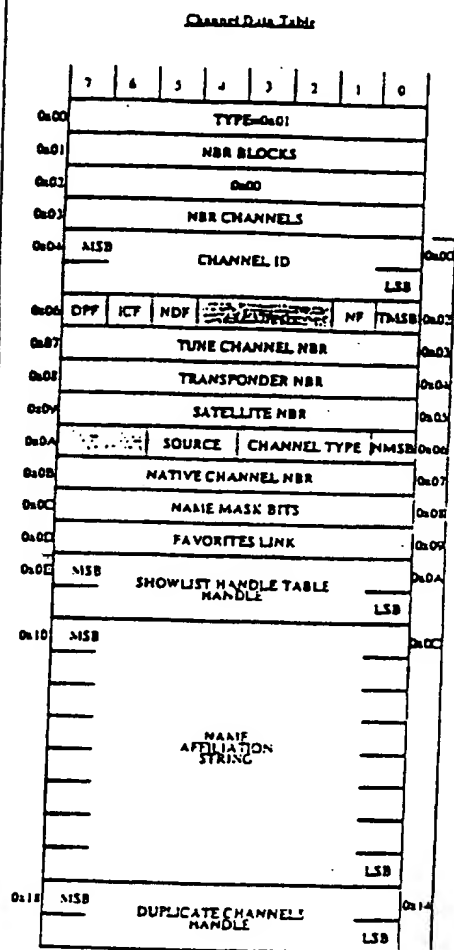 Channel Data Table
7 6 5 4 3 2 1 0
0x00 TYPE=0x01
0x01 NBR BLOCKS
0x02 0x00
0x03 NBR CHANNELS
0x04 MSB CHANNEL ID LSB 0x00
0x06 DPF ICF NDF NF TMSB 0x02
0x07 TUNE CHANNEL NBR 0x03
0x08 TRANSPONDER NBR 0x04
0x09 SATELLITE NBR 0x05
0x0A SOURCE CHANNEL TYPE NMSB 0x06
0x0B NATIVE CHANNEL NBR 0x07
0x0C NAME MASK BITS 0x08
0x0D FAVORITES LINK 0x09
0x0E MSB SHOWLIST HANDLE TABLE 0x0A
HANDLE LSB
0x10 MSB 0x0C
NAME
AFFILIATION
STRING
LSB
0x18 MSB DUPLICATE CHANNELS 0x14
HANDLE LSB